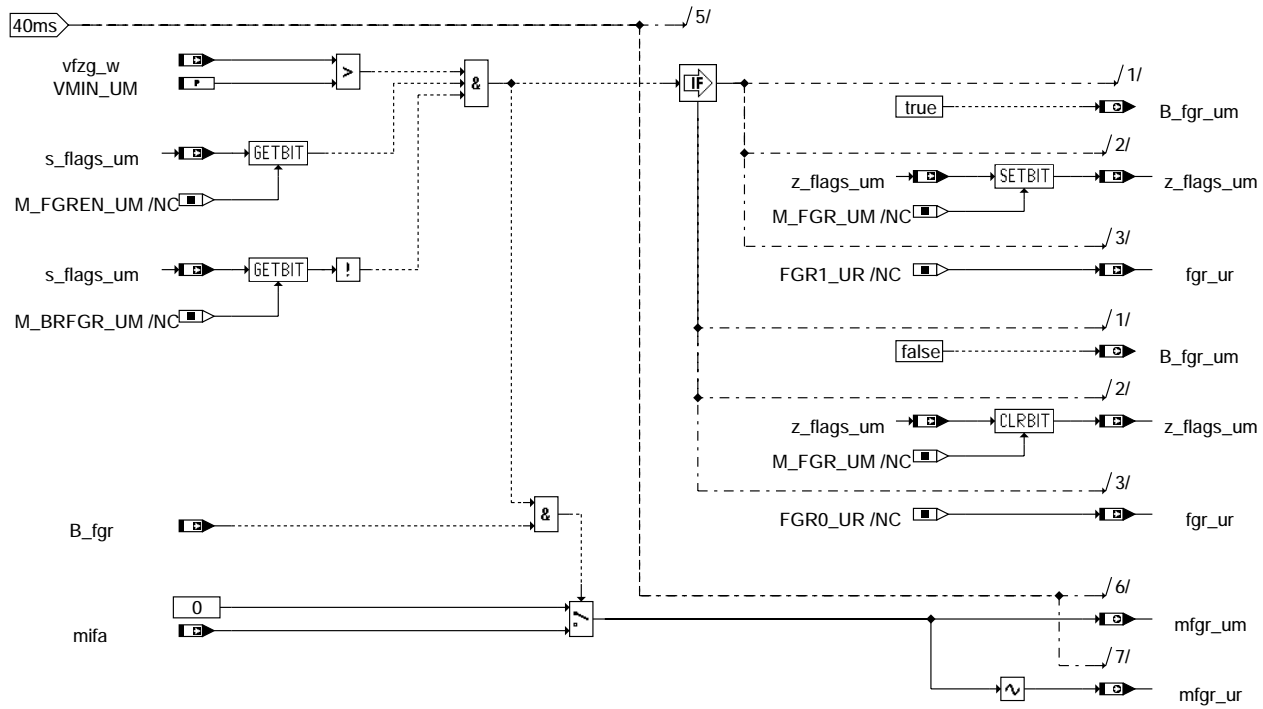 40ms
/ 5/
vfzg_w
VMIN_UM
P
>
&
IF
/ 1/
true
B_fgr_um
s_flags_um
GETBIT
M_FGREN_UM /NC
/ 2/
z_flags_um
SETBIT
z_flags_um
M_FGR_UM /NC
/ 3/
s_flags_um
GETBIT
!
FGR1_UR /NC
fgr_ur
M_BRFGR_UM /NC
/ 1/
false
B_fgr_um
/ 2/
z_flags_um
CLRBIT
z_flags_um
M_FGR_UM /NC
/ 3/
B_fgr
&
FGR0_UR /NC
fgr_ur
/ 6/
0
mifa
mfgr_um
/ 7/
mfgr_ur